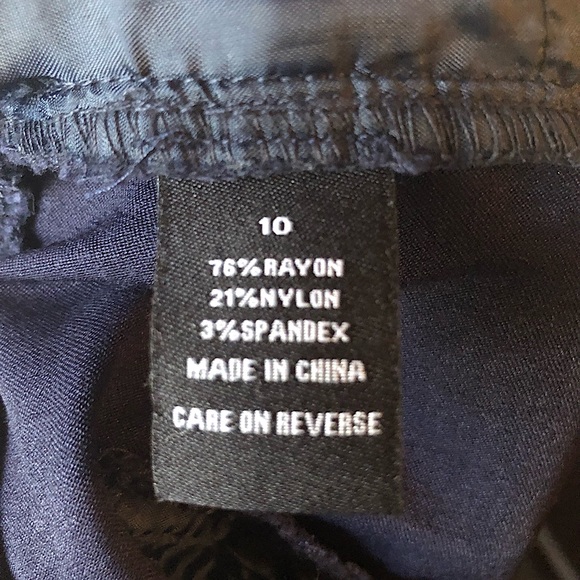 10
76%RAYON
21%NYLON
3%SPANDEX
MADE IN CHINA
CARE ON REVERSE